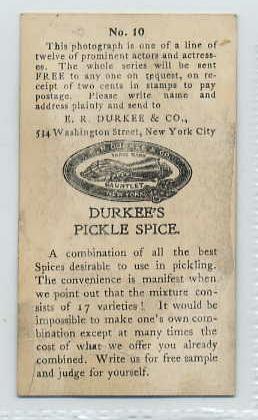 No. 10
This photograph is one of a line of
twelve of prominent actors and actress-
es. The whole series will be sent
FREE to any one on request, on re-
ceipt of two cents in stamps to pay
postage. Please write name and
address plainly and send to
E. R. DURKEE & CO.,
534 Washington Street, New York City
E. R. DURKEE & CO.
TRADE MARK
GAUNTLET
NEW YORK
DURKEE'S
PICKLE SPICE.
A combination of all the best
Spices desirable to use in pickling.
The convenience is manifest when
we point out that the mixture con-
sists of 17 varieties! It would be
impossible to make one's own com-
bination except at many times the
cost of what we offer you already
combined. Write us for free sample
and judge for yourself.